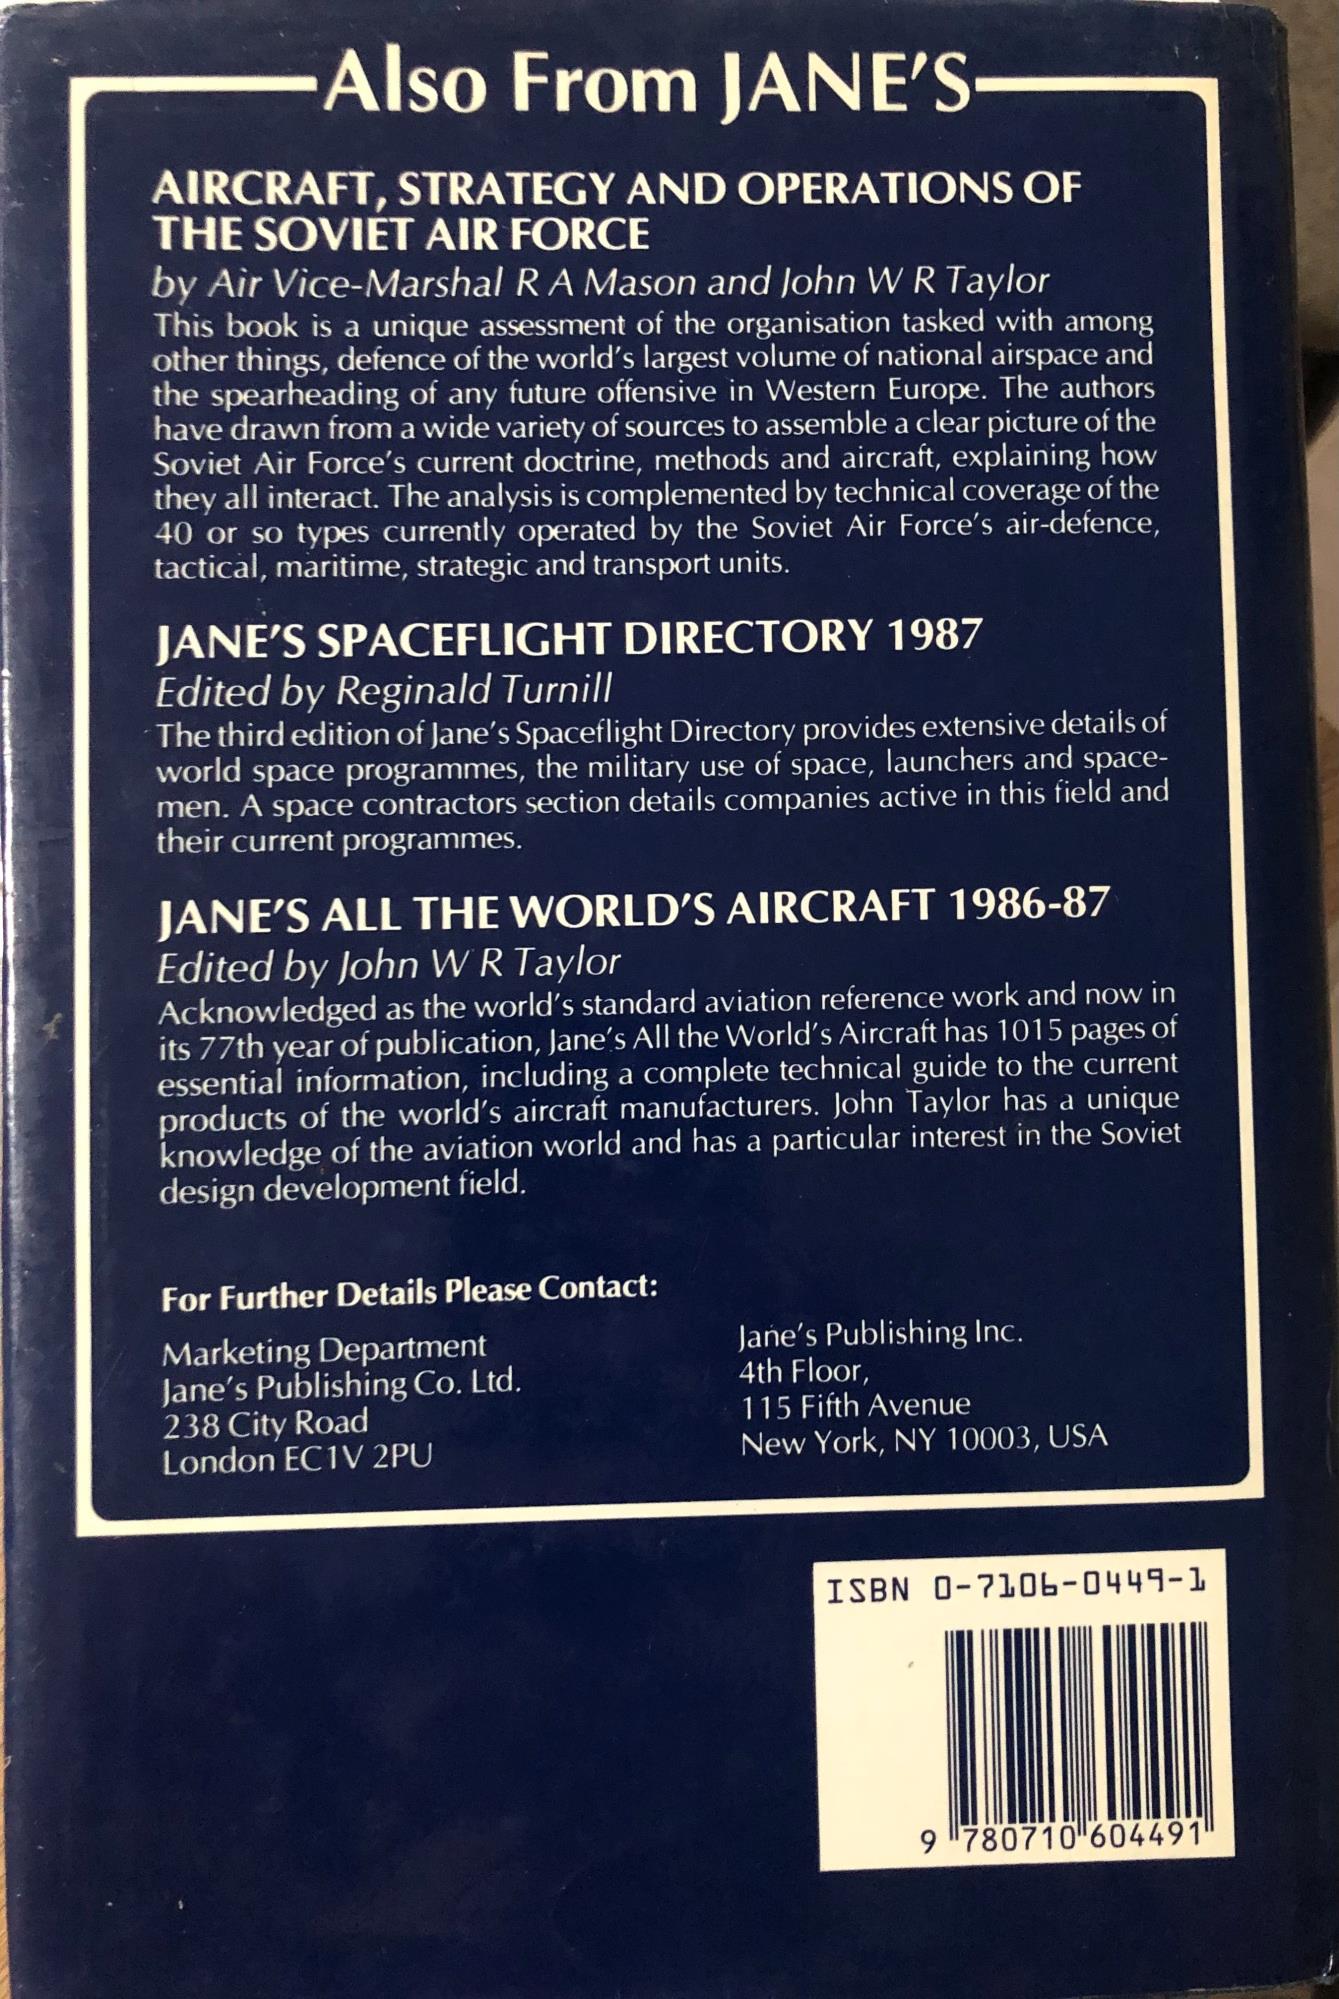 Also From JANE'S
AIRCRAFT, STRATEGY AND OPERATIONS OF
THE SOVIET AIR FORCE
by Air Vice-Marshal R A Mason and John W R Taylor
This book is a unique assessment of the organisation tasked with among
other things, defence of the world's largest volume of national airspace and
the spearheading of any future offensive in Western Europe. The authors
have drawn from a wide variety of sources to assemble a clear picture of the
Soviet Air Force's current doctrine, methods and aircraft, explaining how
they all interact. The analysis is complemented by technical coverage of the
40 or so types currently operated by the Soviet Air Force's air-defence,
tactical, maritime, strategic and transport units.
JANE'S SPACEFLIGHT DIRECTORY 1987
Edited by Reginald Turnill
The third edition of Jane's Spaceflight Directory provides extensive details of
world space programmes, the military use of space, launchers and space-
men. A space contractors section details companies active in this field and
their current programmes.
JANE'S ALL THE WORLD'S AIRCRAFT 1986-87
Edited by John W R Taylor
Acknowledged as the world's standard aviation reference work and now in
its 77th year of publication, Jane's All the World's Aircraft has 1015 pages of
essential information, including a complete technical guide to the current
products of the world's aircraft manufacturers. John Taylor has a unique
knowledge of the aviation world and has a particular interest in the Soviet
design development field.
For Further Details Please Contact:
Marketing Department
Jane's Publishing Co. Ltd.
238 City Road
London EC1V 2PU
Jane's Publishing Inc.
4th Floor,
115 Fifth Avenue
New York, NY 10003, USA
ISBN 0-7106-0449-1
9 780710 604491